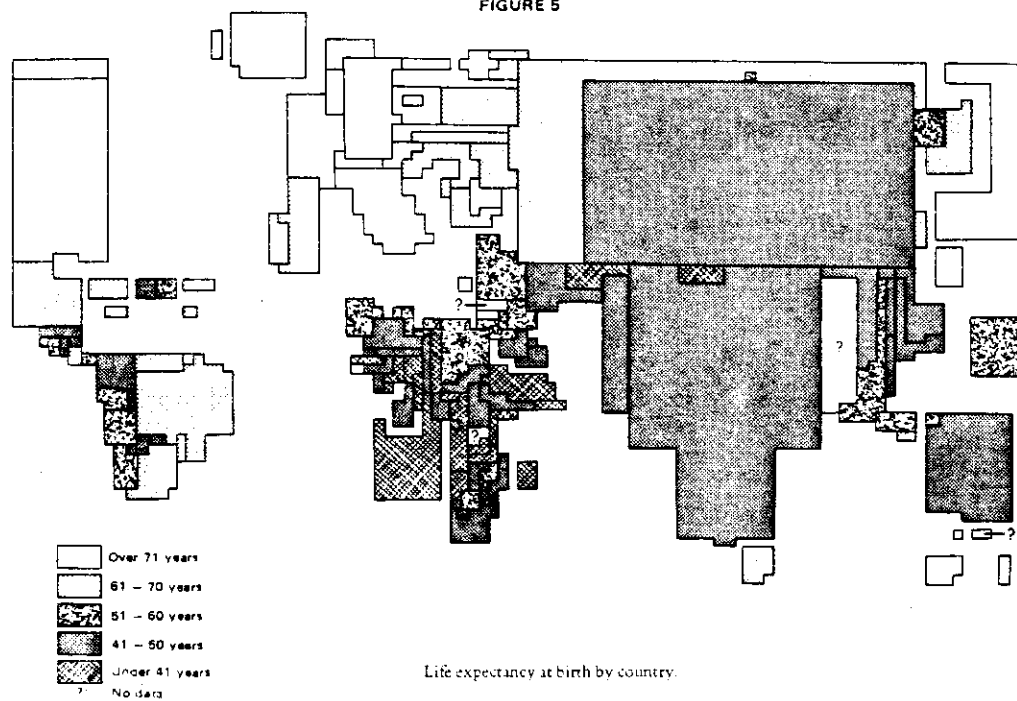 FIGURE 5
?
?
?
?
Over 71 years
61 – 70 years
51 – 60 years
41 – 50 years
Under 41 years
? No data
Life expectancy at birth by country.